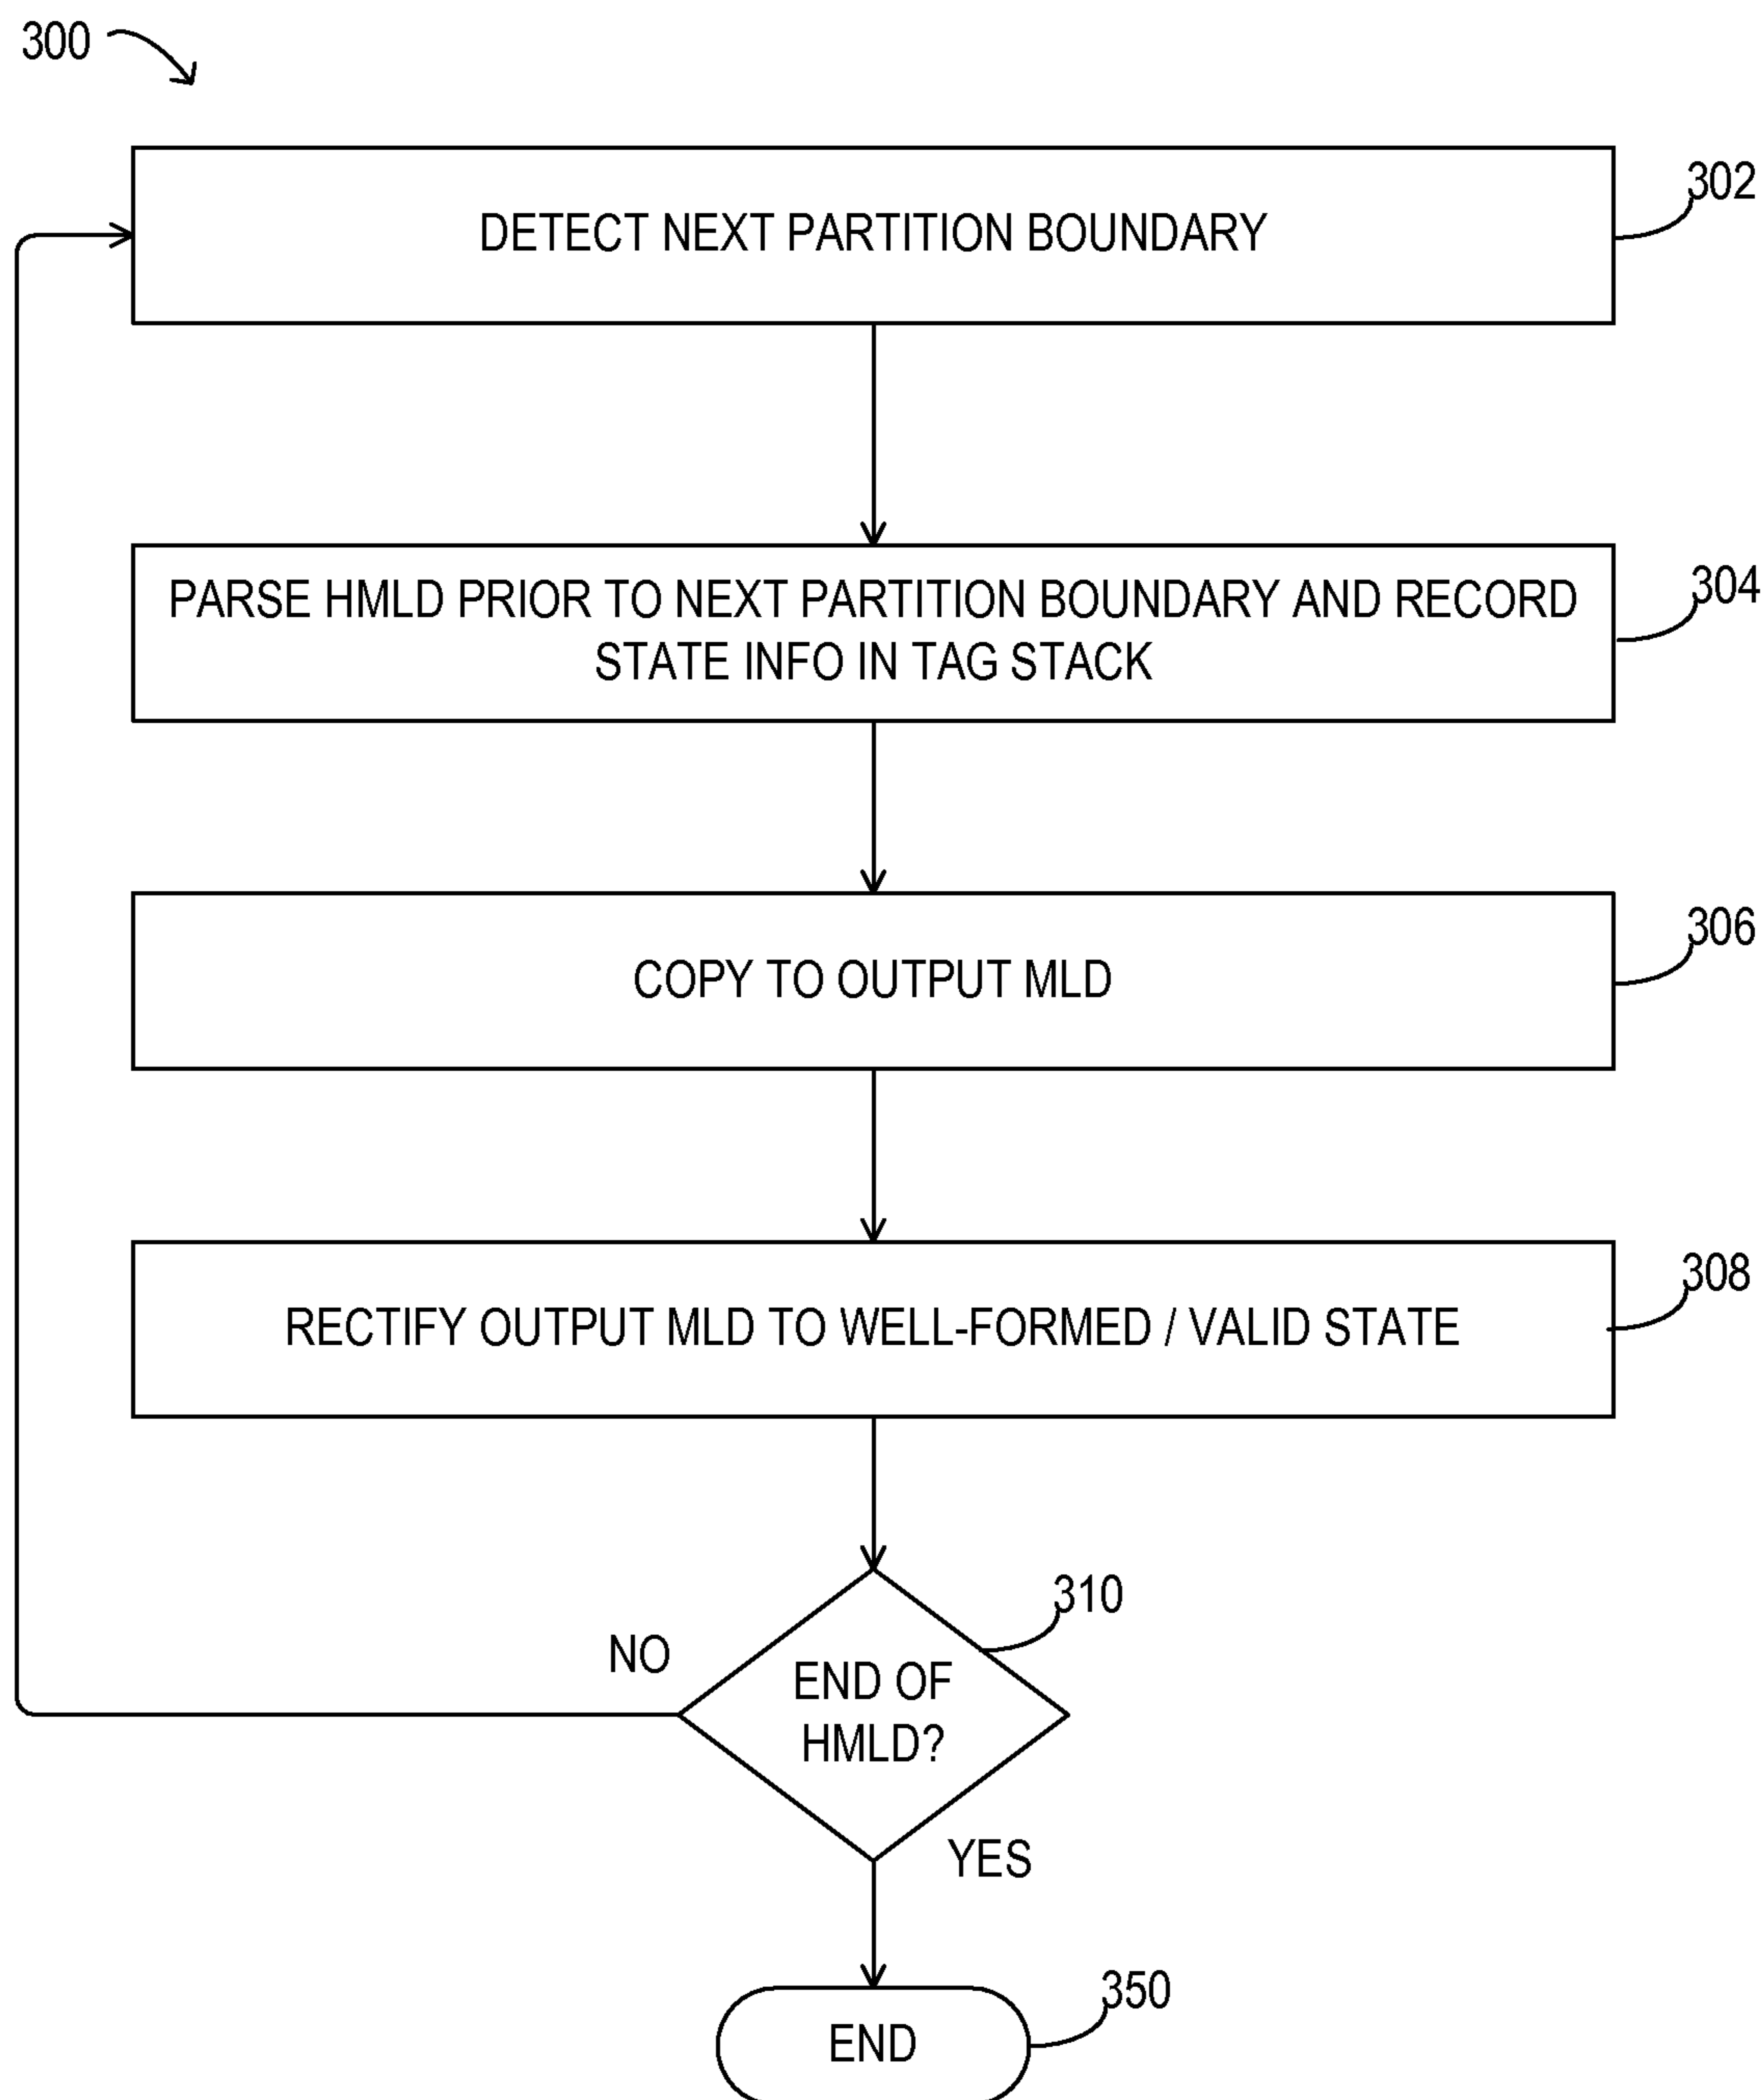 300
302
DETECT NEXT PARTITION BOUNDARY
304
PARSE HMLD PRIOR TO NEXT PARTITION BOUNDARY AND RECORD
STATE INFO IN TAG STACK
306
COPY TO OUTPUT MLD
308
RECTIFY OUTPUT MLD TO WELL-FORMED / VALID STATE
310
NO
END OF
HMLD?
YES
350
END